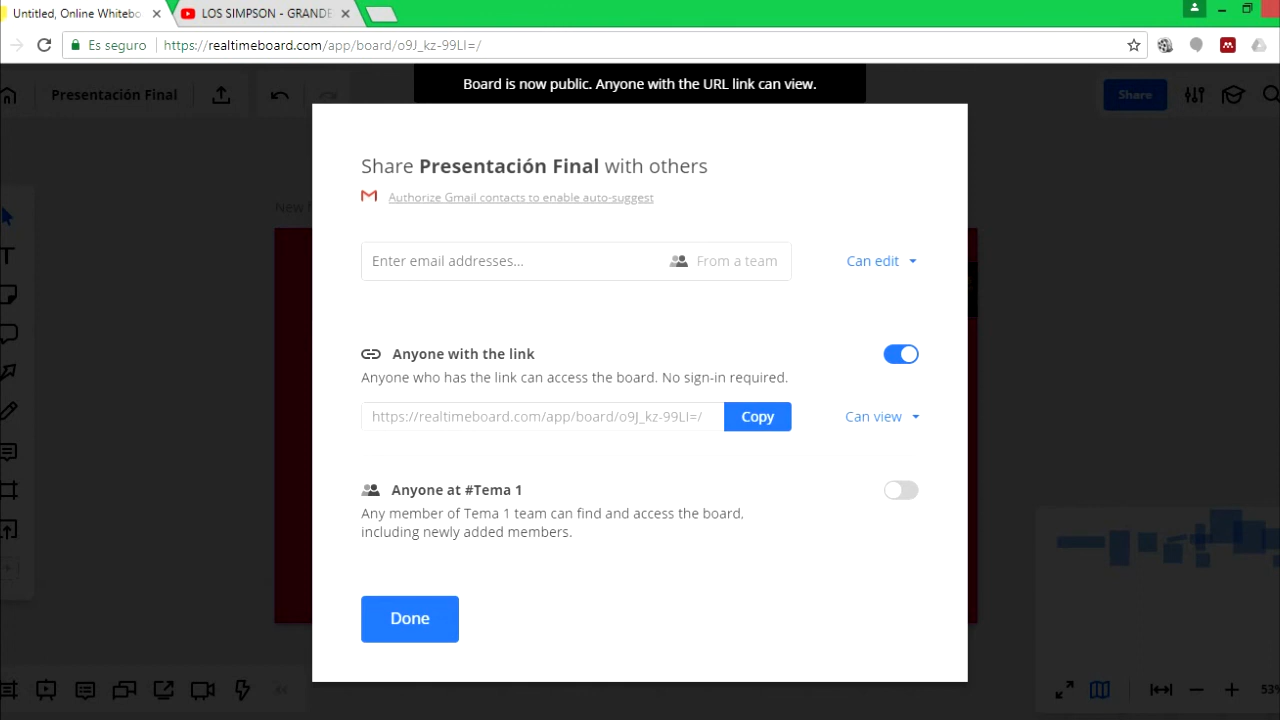 Untitled, Online Whitebo
LOS SIMPSON - GRANDE
Es seguro
https://realtimeboard.com/app/board/o9J_kz-99LI=/
Board is now public. Anyone with the URL link can view.
Presentación Final
Share
Share Presentación Final with others
Authorize Gmail contacts to enable auto-suggest
New
Enter email addresses...
From a team
Can edit
Anyone with the link
Anyone who has the link can access the board. No sign-in required.
https://realtimeboard.com/app/board/o9J_kz-99LI=/
Copy
Can view
Anyone at #Tema 1
Any member of Tema 1 team can find and access the board,
including newly added members.
Done
53%